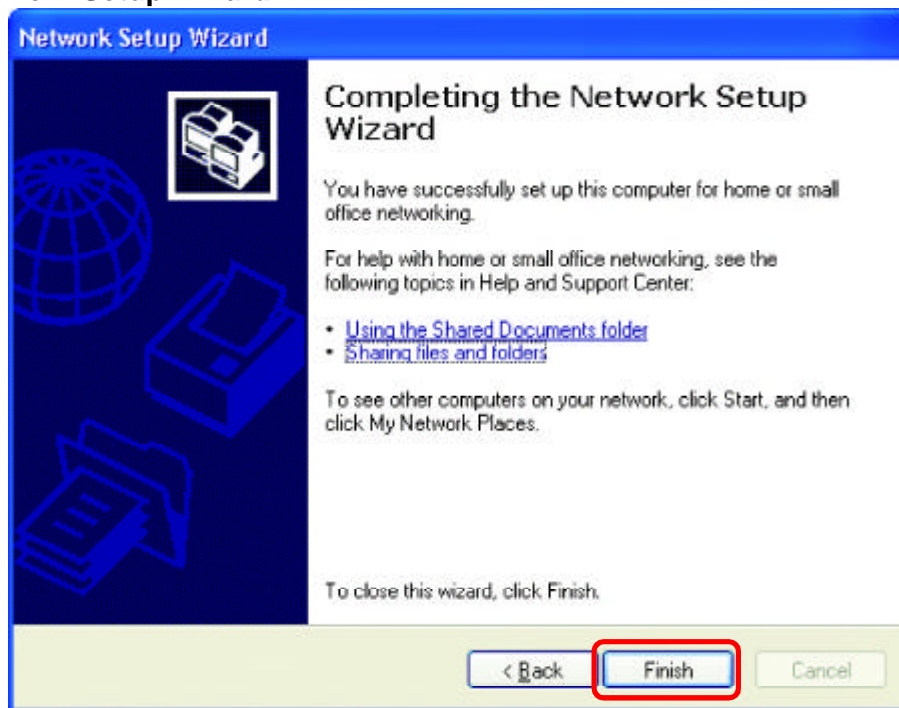 Network Setup Wizard
Completing the Network Setup
Wizard
You have successfully set up this computer for home or small
office networking.
For help with home or small office networking, see the
following topics in Help and Support Center:
• Using the Shared Documents folder
• Sharing files and folders
To see other computers on your network, click Start, and then
click My Network Places.
To close this wizard, click Finish.
< Back
Finish
Cancel